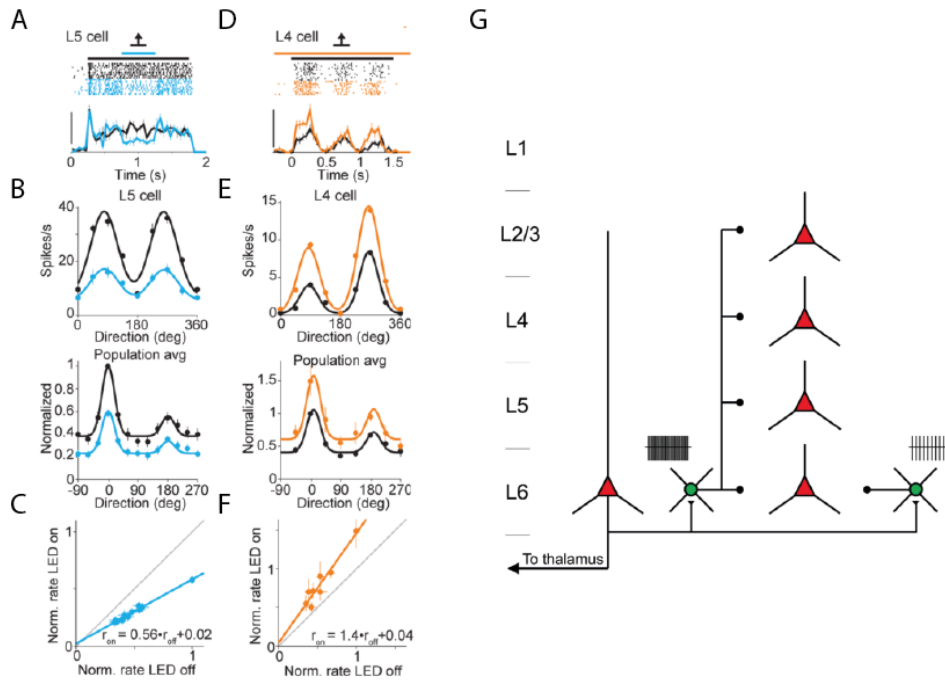 A
L5 cell
0
1
2
Time (s)
B
L5 cell
Spikes/s
40
20
0
0
180
360
Direction (deg)
Population avg
Normalized
1
0.8
0.6
0.4
0.2
0
-90
0
90
180
270
Direction (deg)
C
Norm. rate LED on
1
0
0
1
r_on = 0.56•r_off+0.02
Norm. rate LED off
D
L4 cell
0
0.5
1
1.5
Time (s)
E
L4 cell
Spikes/s
15
10
5
0
0
180
360
Direction (deg)
Population avg
Normalized
1.5
1.0
0.5
0
-90
0
90
180
270
Direction (deg)
F
Norm. rate LED on
1
0
0
1
r_on = 1.4•r_off+0.04
Norm. rate LED off
G
L1
L2/3
L4
L5
L6
To thalamus